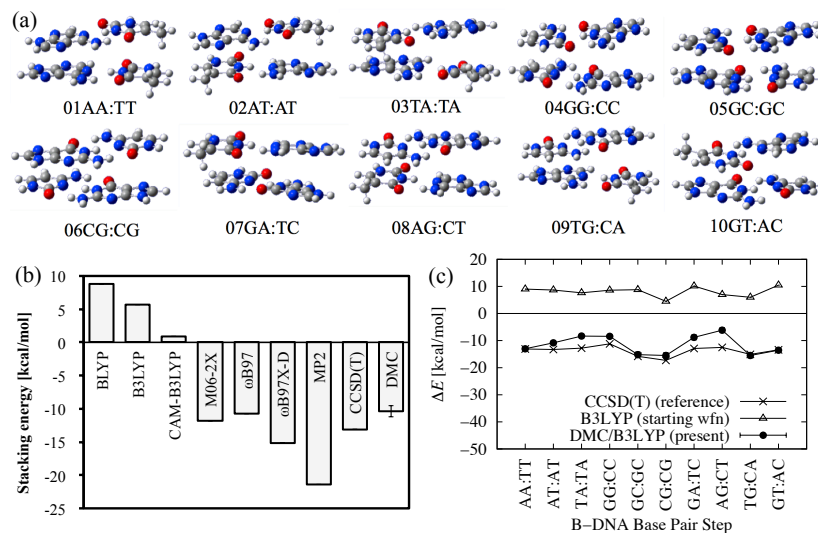 (a)
01AA:TT
02AT:AT
03TA:TA
04GG:CC
05GC:GC
06CG:CG
07GA:TC
08AG:CT
09TG:CA
10GT:AC
(b)
Stacking energy [kcal/mol]
10
5
0
-5
-10
-15
-20
-25
BLYP
B3LYP
CAM-B3LYP
M06-2X
ωB97
ωB97X-D
MP2
CCSD(T)
DMC
(c)
ΔE [kcal/mol]
20
10
0
−10
−20
−30
−40
−50
CCSD(T) (reference)
B3LYP (starting wfn)
DMC/B3LYP (present)
AA:TT
AT:AT
TA:TA
GG:CC
GC:GC
CG:CG
GA:TC
AG:CT
TG:CA
GT:AC
B−DNA Base Pair Step